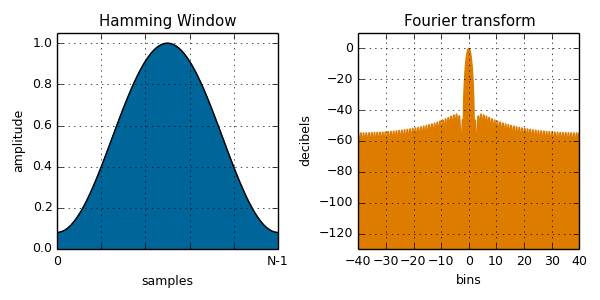 Hamming Window
1.0
0.8
0.6
0.4
0.2
0.0
amplitude
0 N-1
samples
Fourier transform
0
−20
−40
−60
−80
−100
−120
decibels
−40 −30 −20 −10 0 10 20 30 40
bins